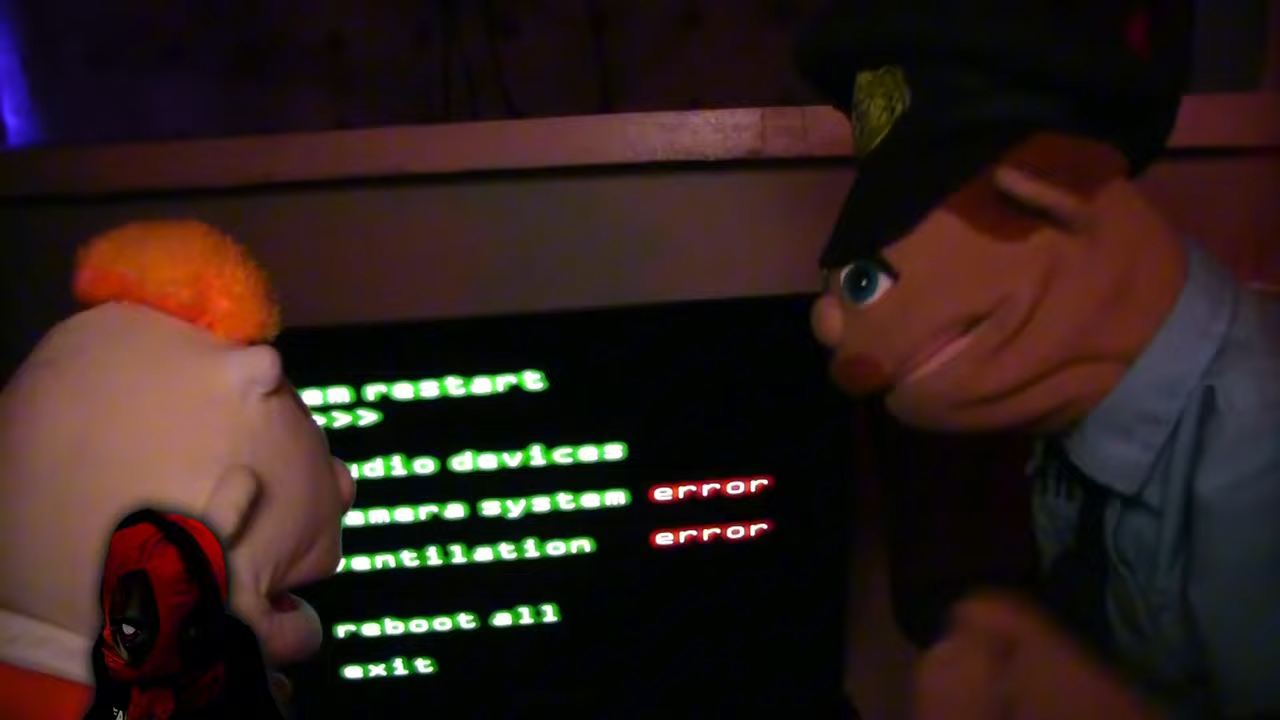 restart
>>>
devices
system error
ventilation error
reboot all
exit